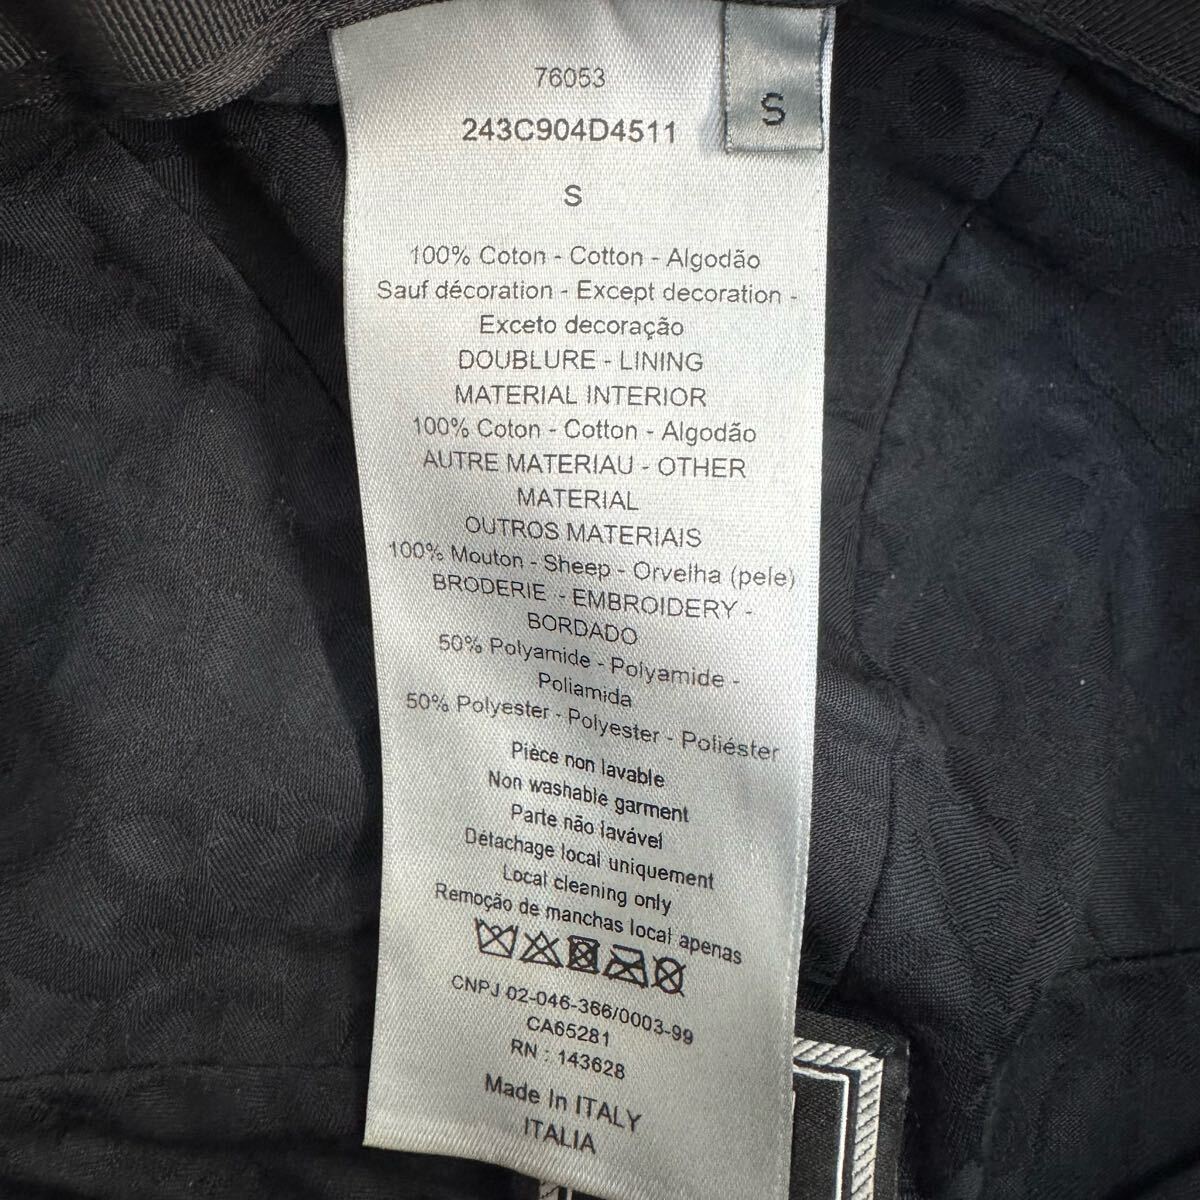 76053
243C904D4511
S
S
100% Coton - Cotton - Algodão
Sauf décoration - Except decoration -
Exceto decoração
DOUBLURE - LINING
MATERIAL INTERIOR
100% Coton - Cotton - Algodão
AUTRE MATERIAU - OTHER
MATERIAL
OUTROS MATERIAIS
100% Mouton - Sheep - Orvelha (pele)
BRODERIE - EMBROIDERY -
BORDADO
50% Polyamide - Polyamide -
Poliamida
50% Polyester - Polyester - Poliéster
Pièce non lavable
Non washable garment
Parte não lavável
Détachage local uniquement
Local cleaning only
Remoção de manchas local apenas
CNPJ 02-046-366/0003-99
CA65281
RN : 143628
Made In ITALY
ITALIA